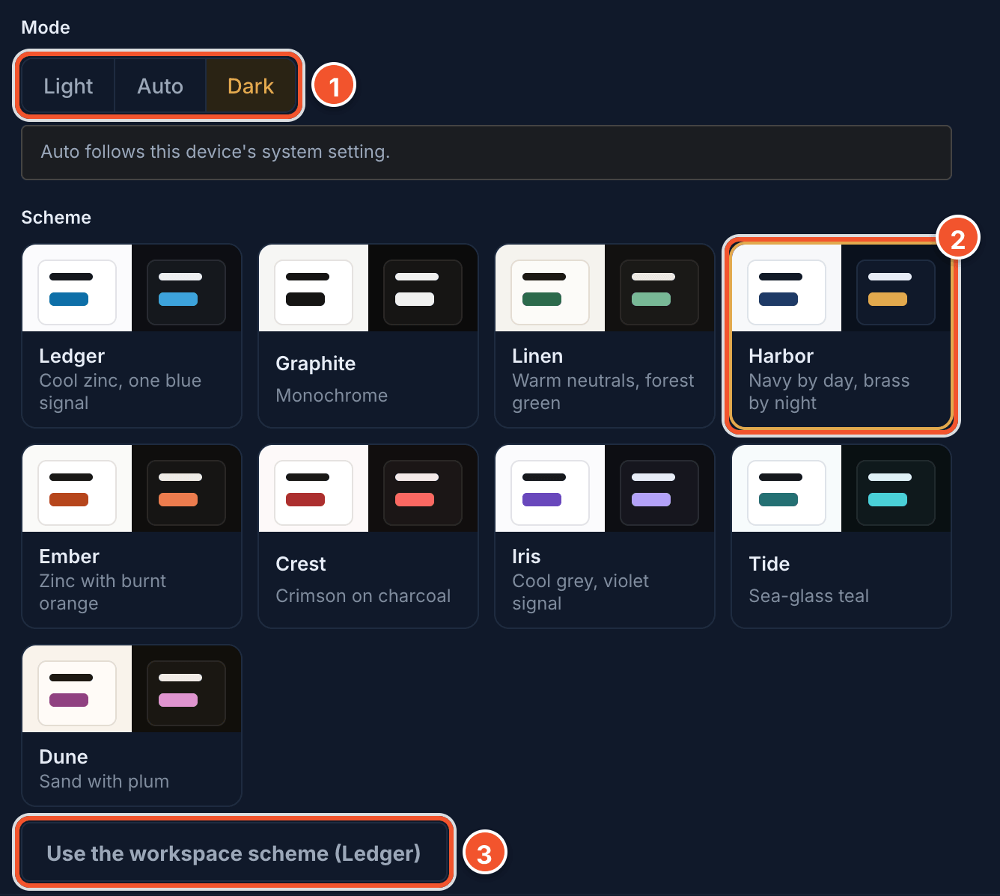 Mode
Light Auto Dark
1
Auto follows this device's system setting.
Scheme
2
Ledger
Cool zinc, one blue
signal
Graphite
Monochrome
Linen
Warm neutrals, forest
green
Harbor
Navy by day, brass
by night
Ember
Zinc with burnt
orange
Crest
Crimson on charcoal
Iris
Cool grey, violet
signal
Tide
Sea-glass teal
Dune
Sand with plum
Use the workspace scheme (Ledger)
3